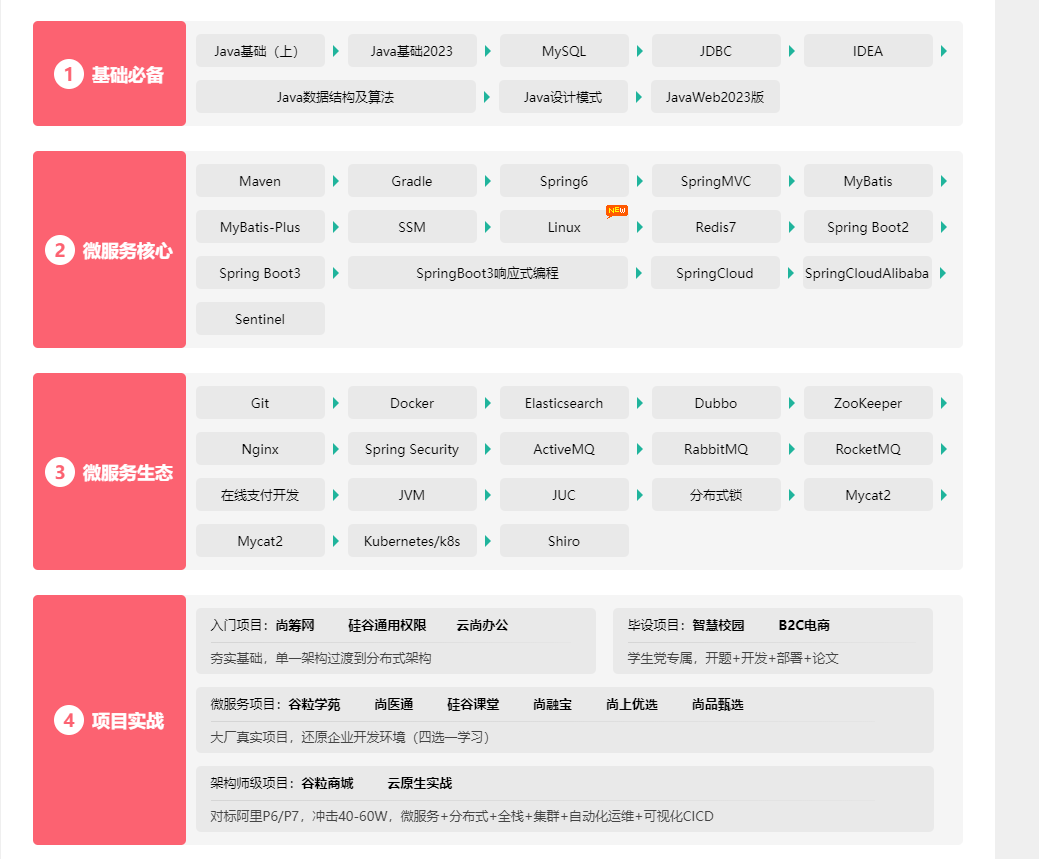 1 基础必备
Java基础（上） Java基础2023 MySQL JDBC IDEA
Java数据结构及算法 Java设计模式 JavaWeb2023版
2 微服务核心
Maven Gradle Spring6 SpringMVC MyBatis
NEW
MyBatis-Plus SSM Linux Redis7 Spring Boot2
Spring Boot3 SpringBoot3响应式编程 SpringCloud SpringCloudAlibaba
Sentinel
3 微服务生态
Git Docker Elasticsearch Dubbo ZooKeeper
Nginx Spring Security ActiveMQ RabbitMQ RocketMQ
在线支付开发 JVM JUC 分布式锁 Mycat2
Mycat2 Kubernetes/k8s Shiro
4 项目实战
入门项目：尚筹网 硅谷通用权限 云尚办公
夯实基础，单一架构过渡到分布式架构
毕设项目：智慧校园 B2C电商
学生党专属，开题+开发+部署+论文
微服务项目：谷粒学苑 尚医通 硅谷课堂 尚融宝 尚上优选 尚品甄选
大厂真实项目，还原企业开发环境（四选一学习）
架构师级项目：谷粒商城 云原生实战
对标阿里P6/P7，冲击40-60W，微服务+分布式+全栈+集群+自动化运维+可视化CICD